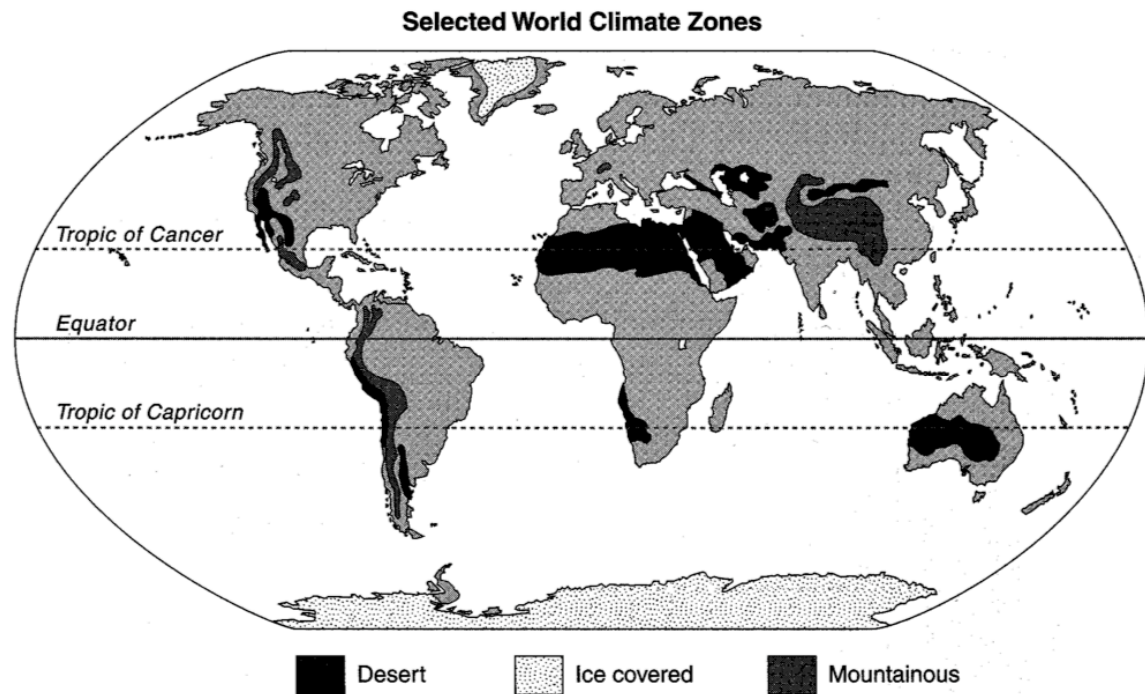 Selected World Climate Zones
Tropic of Cancer
Equator
Tropic of Capricorn
Desert
Ice covered
Mountainous